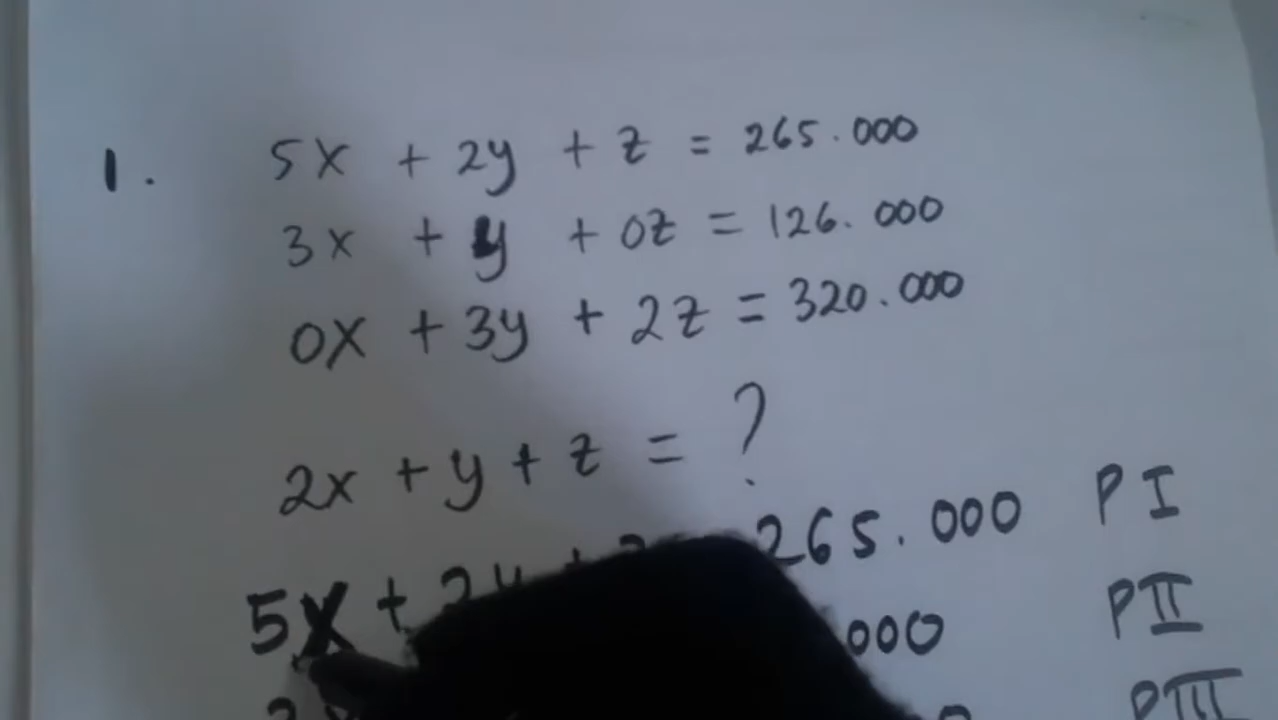 1. 5x + 2y + z = 265.000
3x + y + 0z = 126.000
0x + 3y + 2z = 320.000
2x + y + z = ?
5x + 2y + 265.000 PI
000 PII
PIII